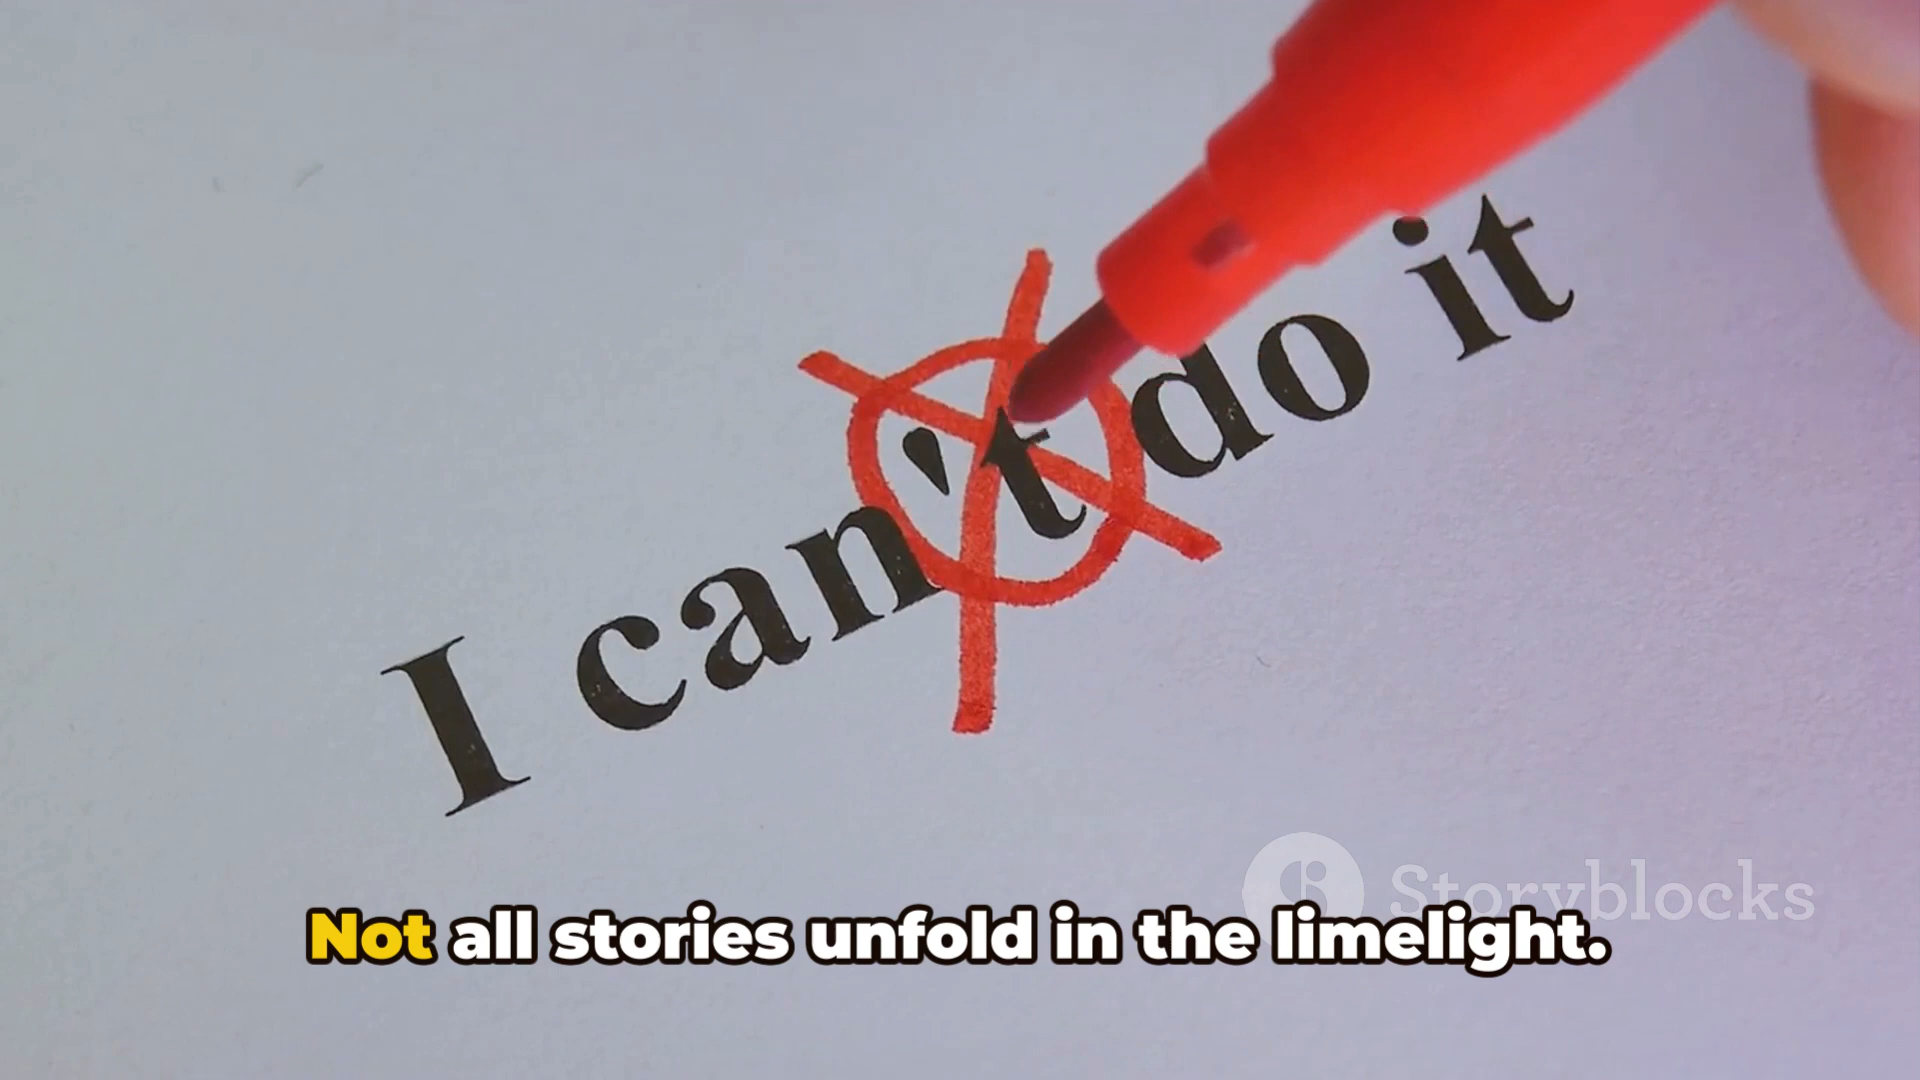 I can't do it
Storyblocks
Not all stories unfold in the limelight.